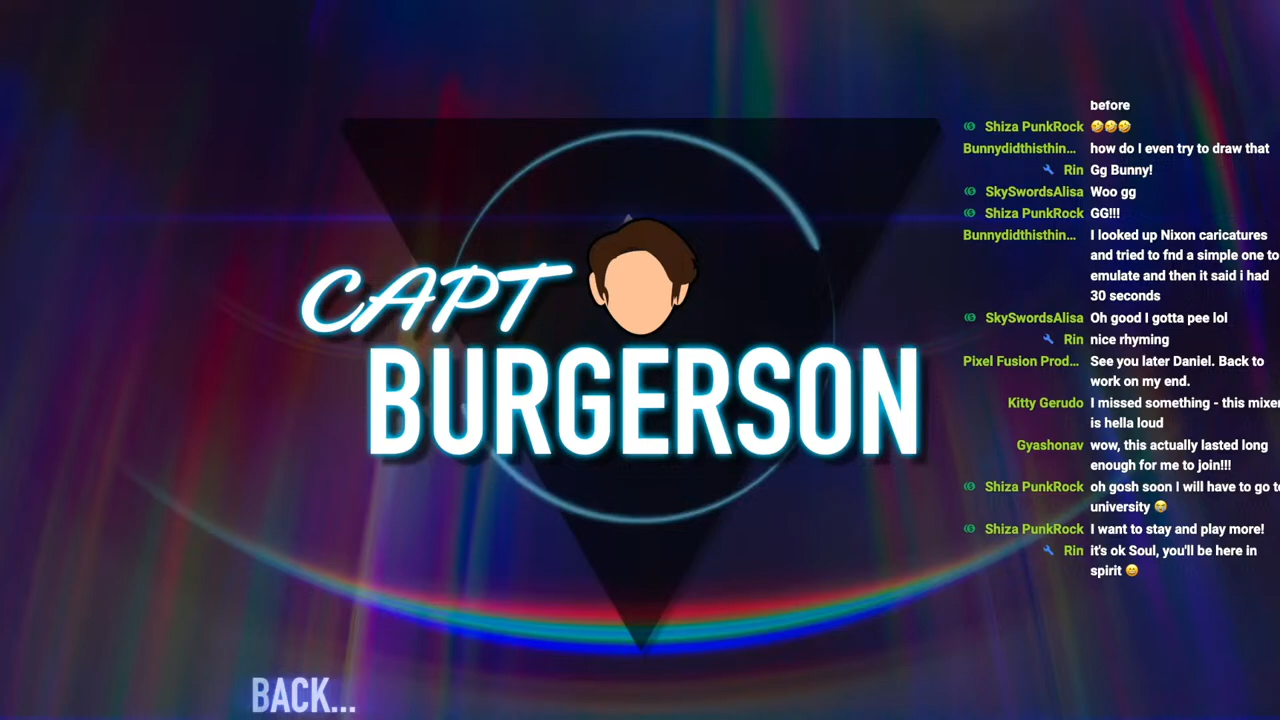 CAPT
BURGERSON
BACK...
before
Shiza PunkRock 🤣🤣🤣
Bunnydidthisthin... how do I even try to draw that
Rin Gg Bunny!
SkySwordsAlisa Woo gg
Shiza PunkRock GG!!!
Bunnydidthisthin... I looked up Nixon caricatures
and tried to fnd a simple one to
emulate and then it said i had
30 seconds
SkySwordsAlisa Oh good I gotta pee lol
Rin nice rhyming
Pixel Fusion Prod... See you later Daniel. Back to
work on my end.
Kitty Gerudo I missed something - this mixer
is hella loud
Gyashonav wow, this actually lasted long
enough for me to join!!!
Shiza PunkRock oh gosh soon I will have to go to
university 😭
Shiza PunkRock I want to stay and play more!
Rin it's ok Soul, you'll be here in
spirit 😀